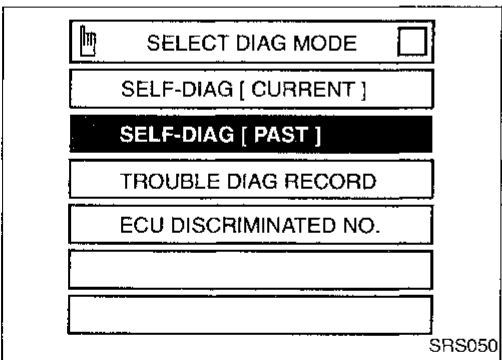 SELECT DIAG MODE
SELF-DIAG [ CURRENT ]
SELF-DIAG [ PAST ]
TROUBLE DIAG RECORD
ECU DISCRIMINATED NO.
SRS050